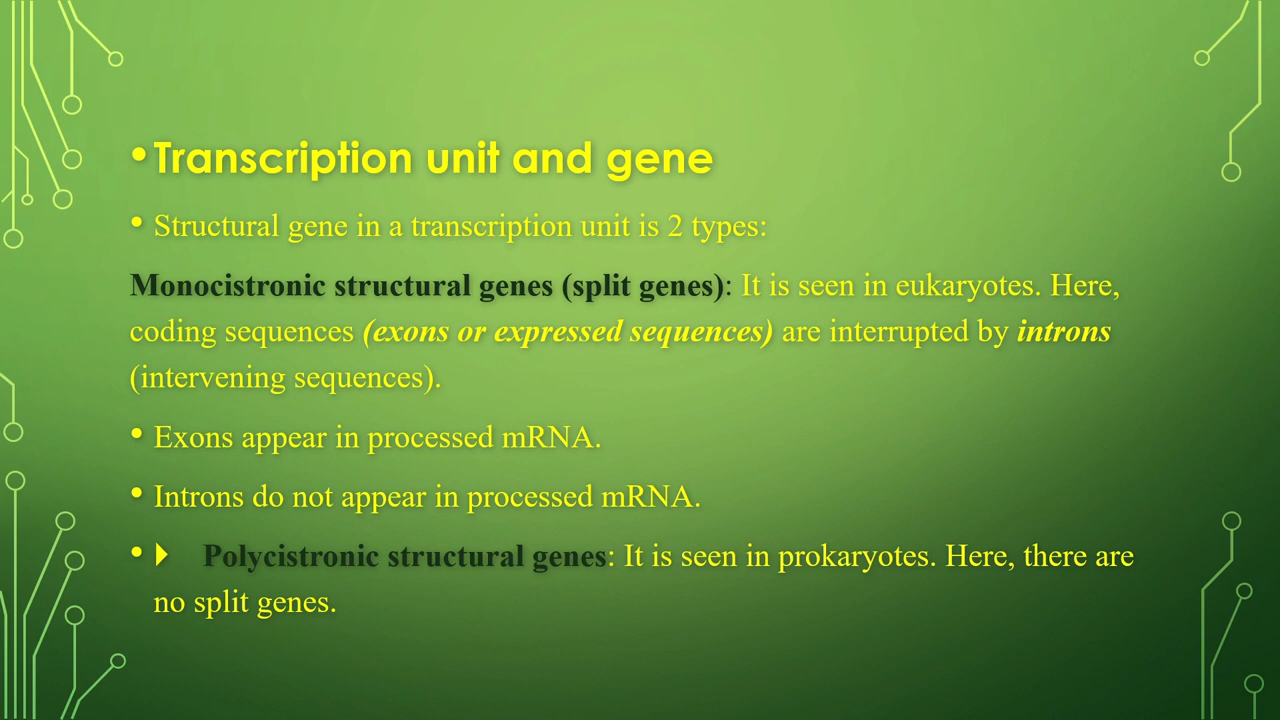 •Transcription unit and gene
• Structural gene in a transcription unit is 2 types:
Monocistronic structural genes (split genes): It is seen in eukaryotes. Here,
coding sequences (exons or expressed sequences) are interrupted by introns
(intervening sequences).
• Exons appear in processed mRNA.
• Introns do not appear in processed mRNA.
• Polycistronic structural genes: It is seen in prokaryotes. Here, there are
no split genes.